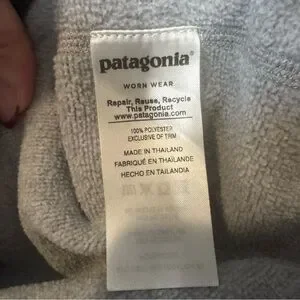 patagonia®
WORN WEAR
Repair, Reuse, Recycle
This Product
www.patagonia.com
100% POLYESTER
EXCLUSIVE OF TRIM
MADE IN THAILAND
FABRIQUÉ EN THAÏLANDE
HECHO EN TAILANDIA